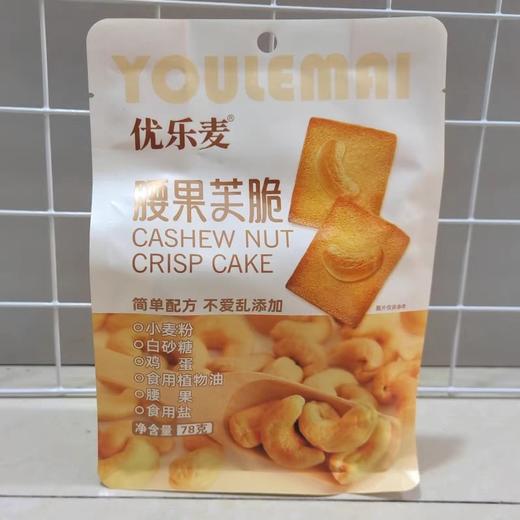 YOULEMAI
优乐麦®
腰果芙脆
CASHEW NUT
CRISP CAKE
图片仅供参考
简单配方 不爱乱添加
小麦粉
白砂糖
鸡 蛋
食用植物油
腰 果
食用盐
净含量 78克